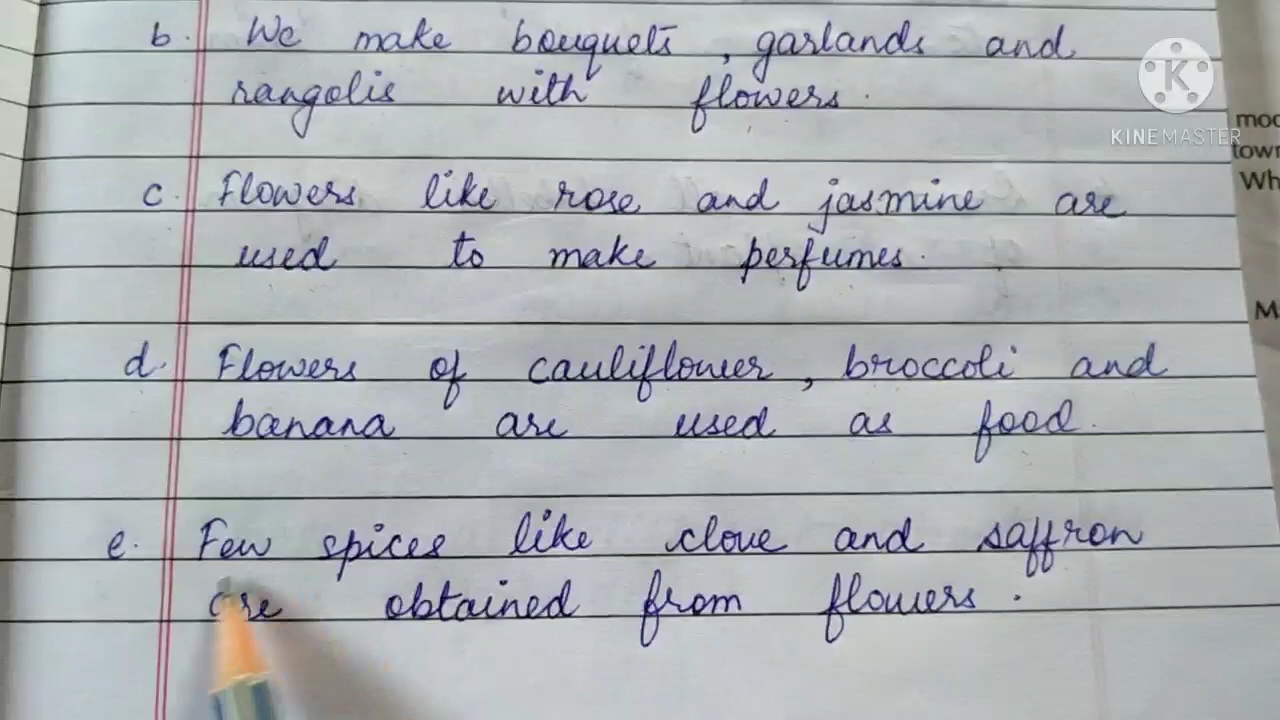 b. We make bouquets, garlands and
rangolis with flowers.
KINEMASTER
c. Flowers like rose and jasmine are
used to make perfumes.
d. Flowers of cauliflower, broccoli and
banana are used as food.
e. Few spices like clove and saffron
are obtained from flowers.